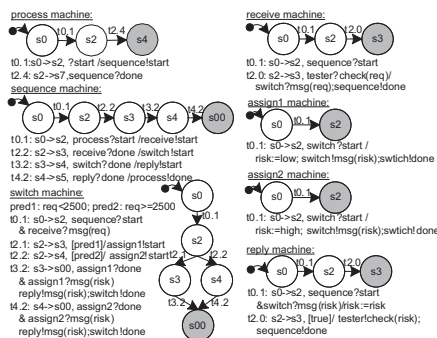 process machine:
t0.1 t2.4
s0 s2 s4
t0.1:s0->s2, ?start /sequence!start
t2.4: s2->s7,sequence?done
sequence machine:
t0.1 t2.2 t3.2 t4.2
s0 s2 s3 s4 s00
t0.1: s0->s2, process?start /receive!start
t2.2: s2->s3, receive?done /switch!start
t3.2: s3->s4, switch?done /reply!start
t4.2: s4->s5, reply?done /process!done
switch machine:
pred1: req<2500; pred2: req>=2500
t0.1: s0->s2, sequence?start
& receive?msg(req)
t2.1: s2->s3, [pred1]/assign1!start
t2.2: s2->s4, [pred2]/ assign2!start
t3.2: s3->s00, assign1?done
& assign1?msg(risk)
reply!msg(risk);switch!done
t4.2: s4->s00, assign2?done
& assign2?msg(risk)
reply!msg(risk);switch!done
s0
t0.1
s2
t2.1 t2.2
s3 s4
t3.2 t4.2
s00
receive machine:
t0.1 t2.0
s0 s2 s3
t0.1: s0->s2, sequence?start
t2.0: s2->s3, tester?check(req)/
switch?msg(req);sequence!done
assign1 machine:
t0.1
s0 s2
t0.1: s0->s2, switch?start /
risk:=low; switch!msg(risk);swtich!done
assign2 machine:
t0.1
s0 s2
t0.1: s0->s2, switch?start /
risk:=high; switch!msg(risk);swtich!done
reply machine:
t0.1 t2.0
s0 s2 s3
t0.1: s0->s2, sequence?start
&switch?msg(risk)/risk:=risk
t2.0: s2->s3, [true]/ tester!check(risk);
sequence!done